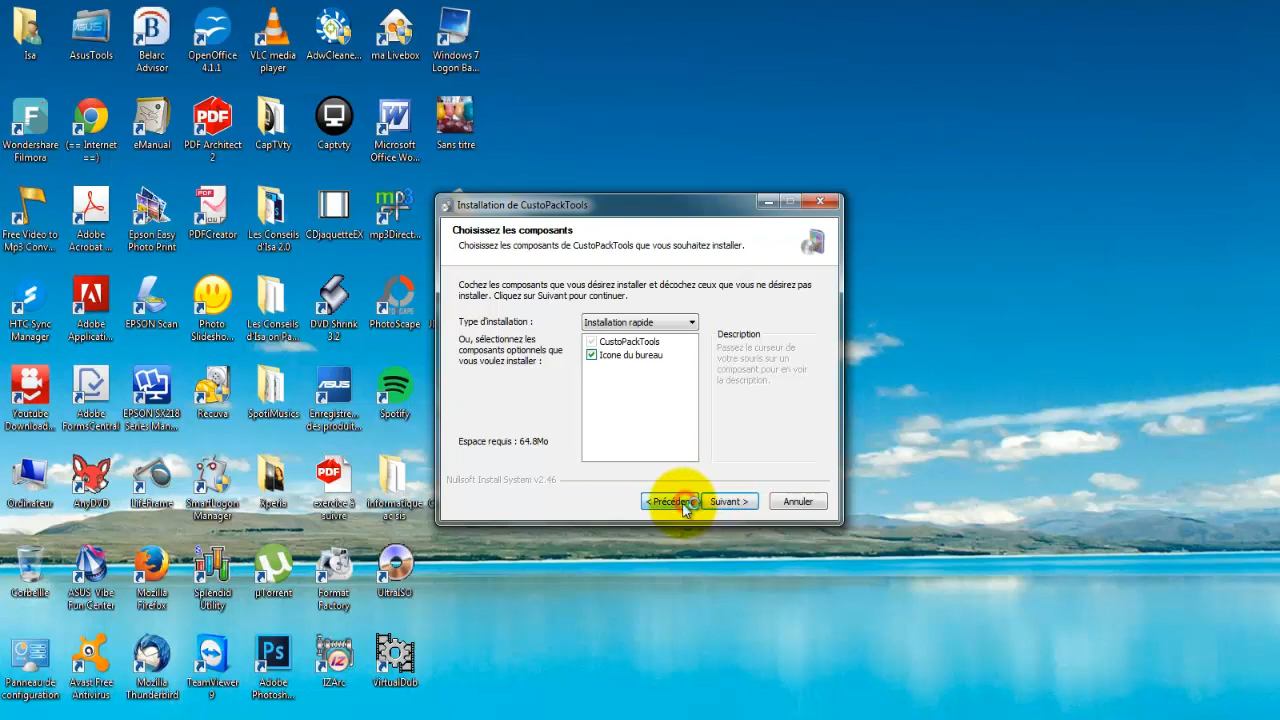 Isa
AsusTools
Belarc
Advisor
OpenOffice
4.1.1
VLC media
player
AdwCleane...
ma Livebox
Windows 7
Logon Ba...
Wondershare
Filmora
(== Internet
==)
eManual
PDF Architect
2
CapTVty
Captvty
Microsoft
Office Wo...
Sans titre
Free Video to
Mp3 Conv...
Adobe
Acrobat ...
Epson Easy
Photo Print
PDFCreator
Les Conseils
d'Isa 2.0
CDjaquetteEX
mp3Direct...
HTC Sync
Manager
Adobe
Applicati...
EPSON Scan
Photo
Slidesho...
Les Conseils
d'Isa on Pa...
DVD Shrink
3.2
PhotoScape
Youtube
Download...
Adobe
FormsCentral
EPSON SX218
Series Man...
Recuva
SpotiMusics
Enregistre...
des produit...
Spotify
Ordinateur
AnyDVD
LifeFrame
SmartLogon
Manager
Xperia
exercice à
suivre
informatique
ac sis
Corbeille
ASUS Vibe
Fun Center
Mozilla
Firefox
Splendid
Utility
µTorrent
Format
Factory
UltraISO
Panneau de
configuration
Avast Free
Antivirus
Mozilla
Thunderbird
TeamViewer
9
Adobe
Photosh...
IZArc
VirtualDub
Installation de CustoPackTools
Choisissez les composants
Choisissez les composants de CustoPackTools que vous souhaitez installer.
Cochez les composants que vous désirez installer et décochez ceux que vous ne désirez pas
installer. Cliquez sur Suivant pour continuer.
Type d'installation :
Installation rapide
Ou, sélectionnez les
composants optionnels que
vous voulez installer :
CustoPackTools
Icone du bureau
Description
Passez le curseur de
votre souris sur un
composant pour en voir
la description.
Espace requis : 64.8Mo
Nullsoft Install System v2.46
< Précédent
Suivant >
Annuler